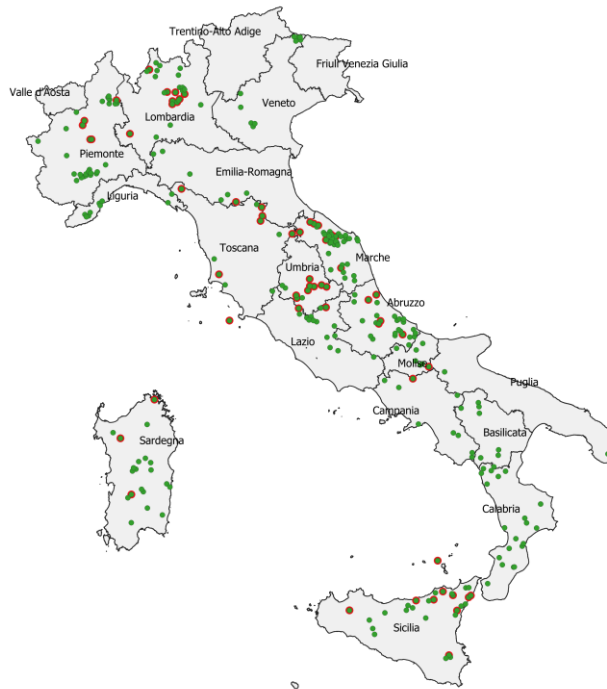 Trentino-Alto Adige
Friuli Venezia Giulia
Valle d'Aosta
Veneto
Lombardia
Piemonte
Emilia-Romagna
Liguria
Toscana
Umbria
Marche
Abruzzo
Lazio
Molise
Puglia
Campania
Basilicata
Sardegna
Calabria
Sicilia